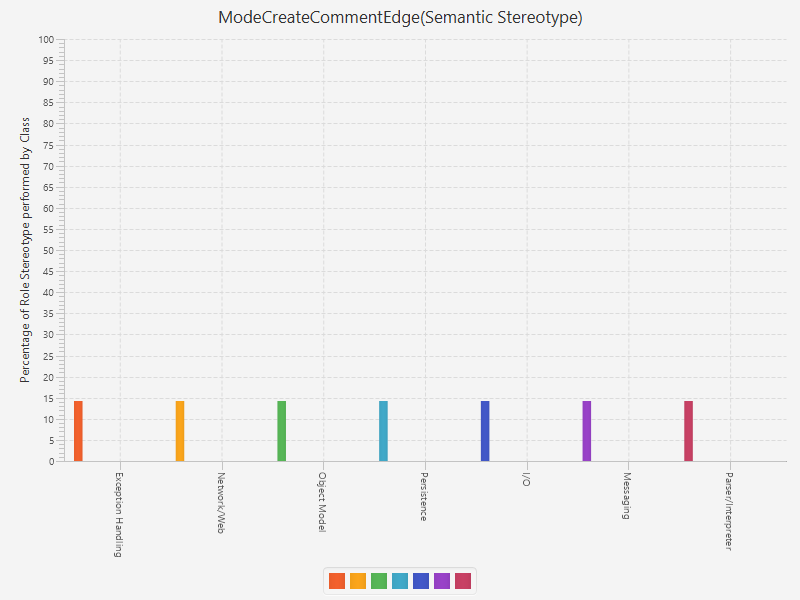 ModeCreateCommentEdge(Semantic Stereotype)
Percentage of Role Stereotype performed by Class
100
95
90
85
80
75
70
65
60
55
50
45
40
35
30
25
20
15
10
5
0
Exception Handling
Network/Web
Object Model
Persistence
I/O
Messaging
Parser/Interpreter